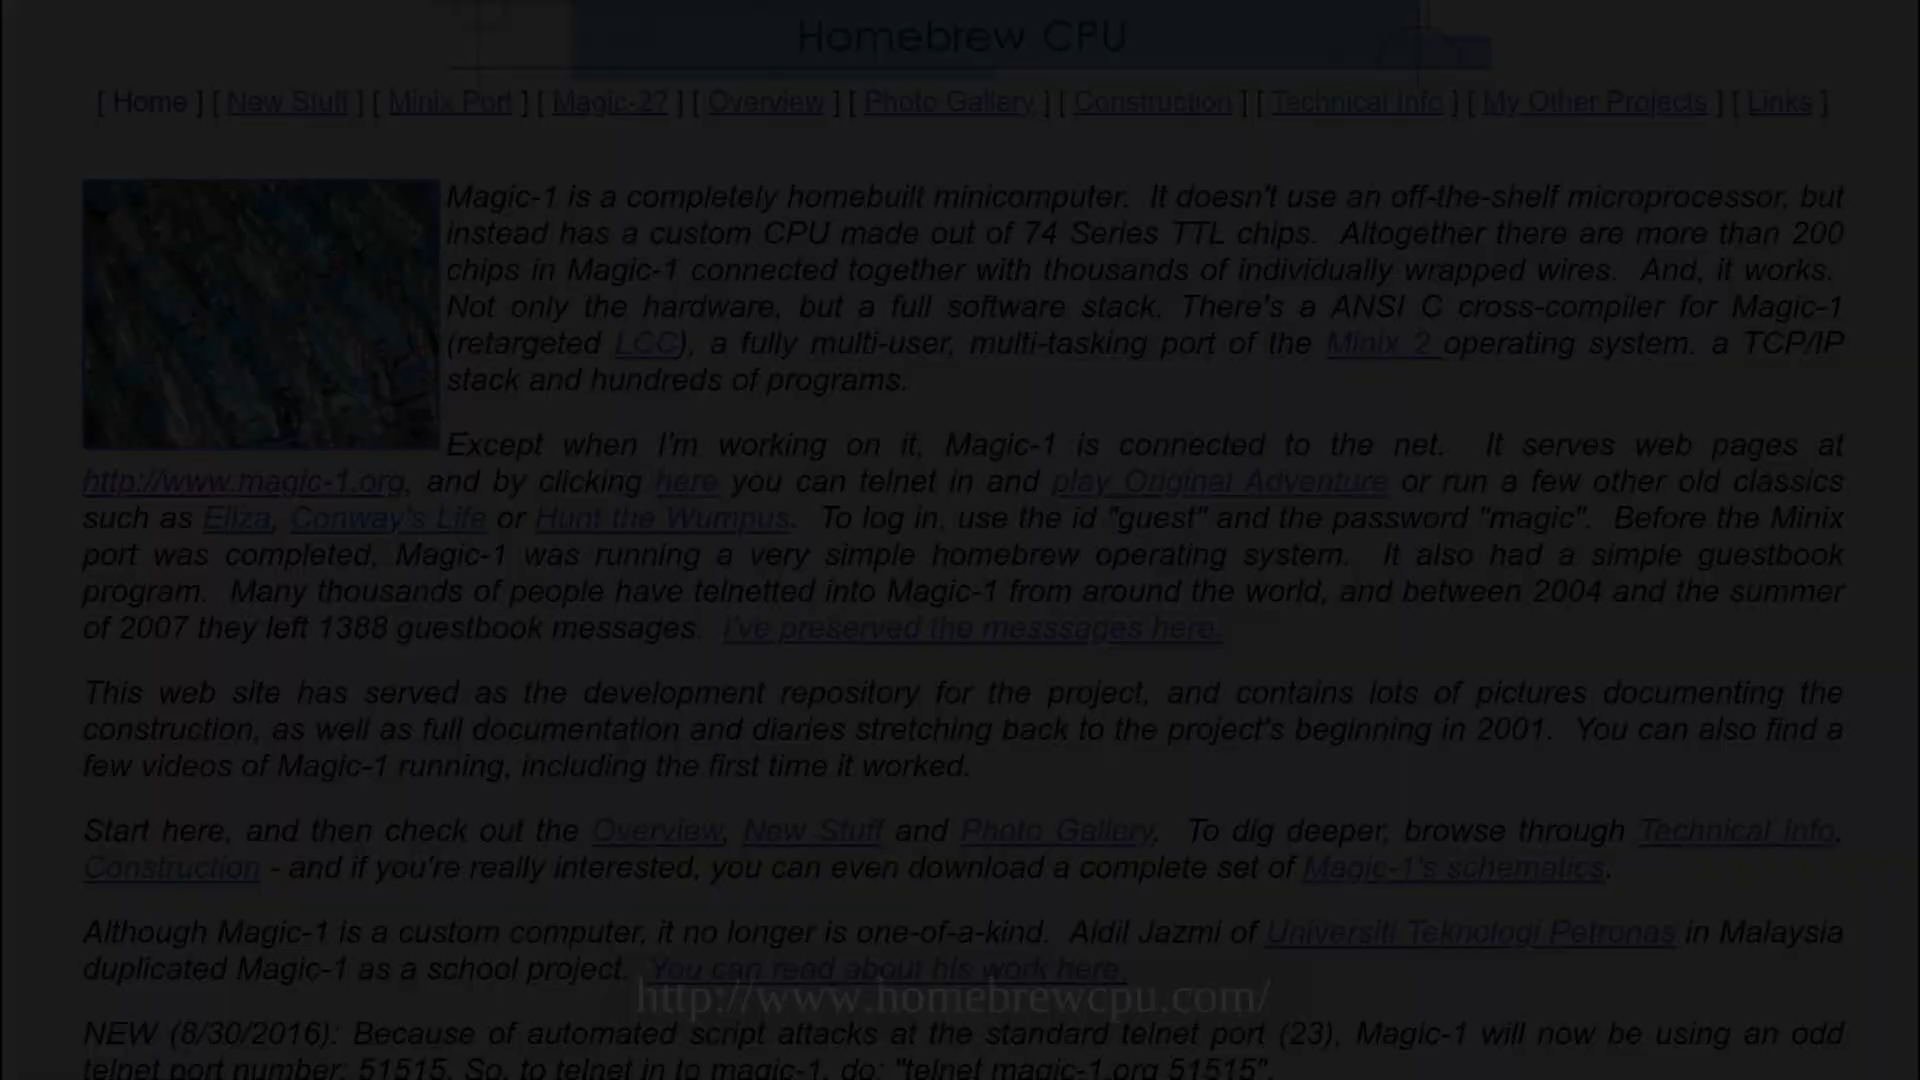 Homebrew CPU
[ Home ] [ New Stuff ] [ Minix Port ] [ Magic-2? ] [ Overview ] [ Photo Gallery ] [ Construction ] [ Technical Info ] [ My Other Projects ] [ Links ]
Magic-1 is a completely homebuilt minicomputer. It doesn't use an off-the-shelf microprocessor, but
instead has a custom CPU made out of 74 Series TTL chips. Altogether there are more than 200
chips in Magic-1 connected together with thousands of individually wrapped wires. And, it works.
Not only the hardware, but a full software stack. There's a ANSI C cross-compiler for Magic-1
(retargeted LCC), a fully multi-user, multi-tasking port of the Minix 2 operating system. a TCP/IP
stack and hundreds of programs.
Except when I'm working on it, Magic-1 is connected to the net. It serves web pages at
http://www.magic-1.org, and by clicking here you can telnet in and play Original Adventure or run a few other old classics
such as Eliza, Conway's Life or Hunt the Wumpus. To log in, use the id "guest" and the password "magic". Before the Minix
port was completed, Magic-1 was running a very simple homebrew operating system. It also had a simple guestbook
program. Many thousands of people have telnetted into Magic-1 from around the world, and between 2004 and the summer
of 2007 they left 1388 guestbook messages. I've preserved the messsages here.
This web site has served as the development repository for the project, and contains lots of pictures documenting the
construction, as well as full documentation and diaries stretching back to the project's beginning in 2001. You can also find a
few videos of Magic-1 running, including the first time it worked.
Start here, and then check out the Overview, New Stuff and Photo Gallery. To dig deeper, browse through Technical Info,
Construction - and if you're really interested, you can even download a complete set of Magic-1's schematics.
Although Magic-1 is a custom computer, it no longer is one-of-a-kind. Aldil Jazmi of Universiti Teknologi Petronas in Malaysia
duplicated Magic-1 as a school project. You can read about his work here.
http://www.homebrewcpu.com/
NEW (8/30/2016): Because of automated script attacks at the standard telnet port (23), Magic-1 will now be using an odd
telnet port number: 51515. So, to telnet in to magic-1, do: "telnet magic-1.org 51515".